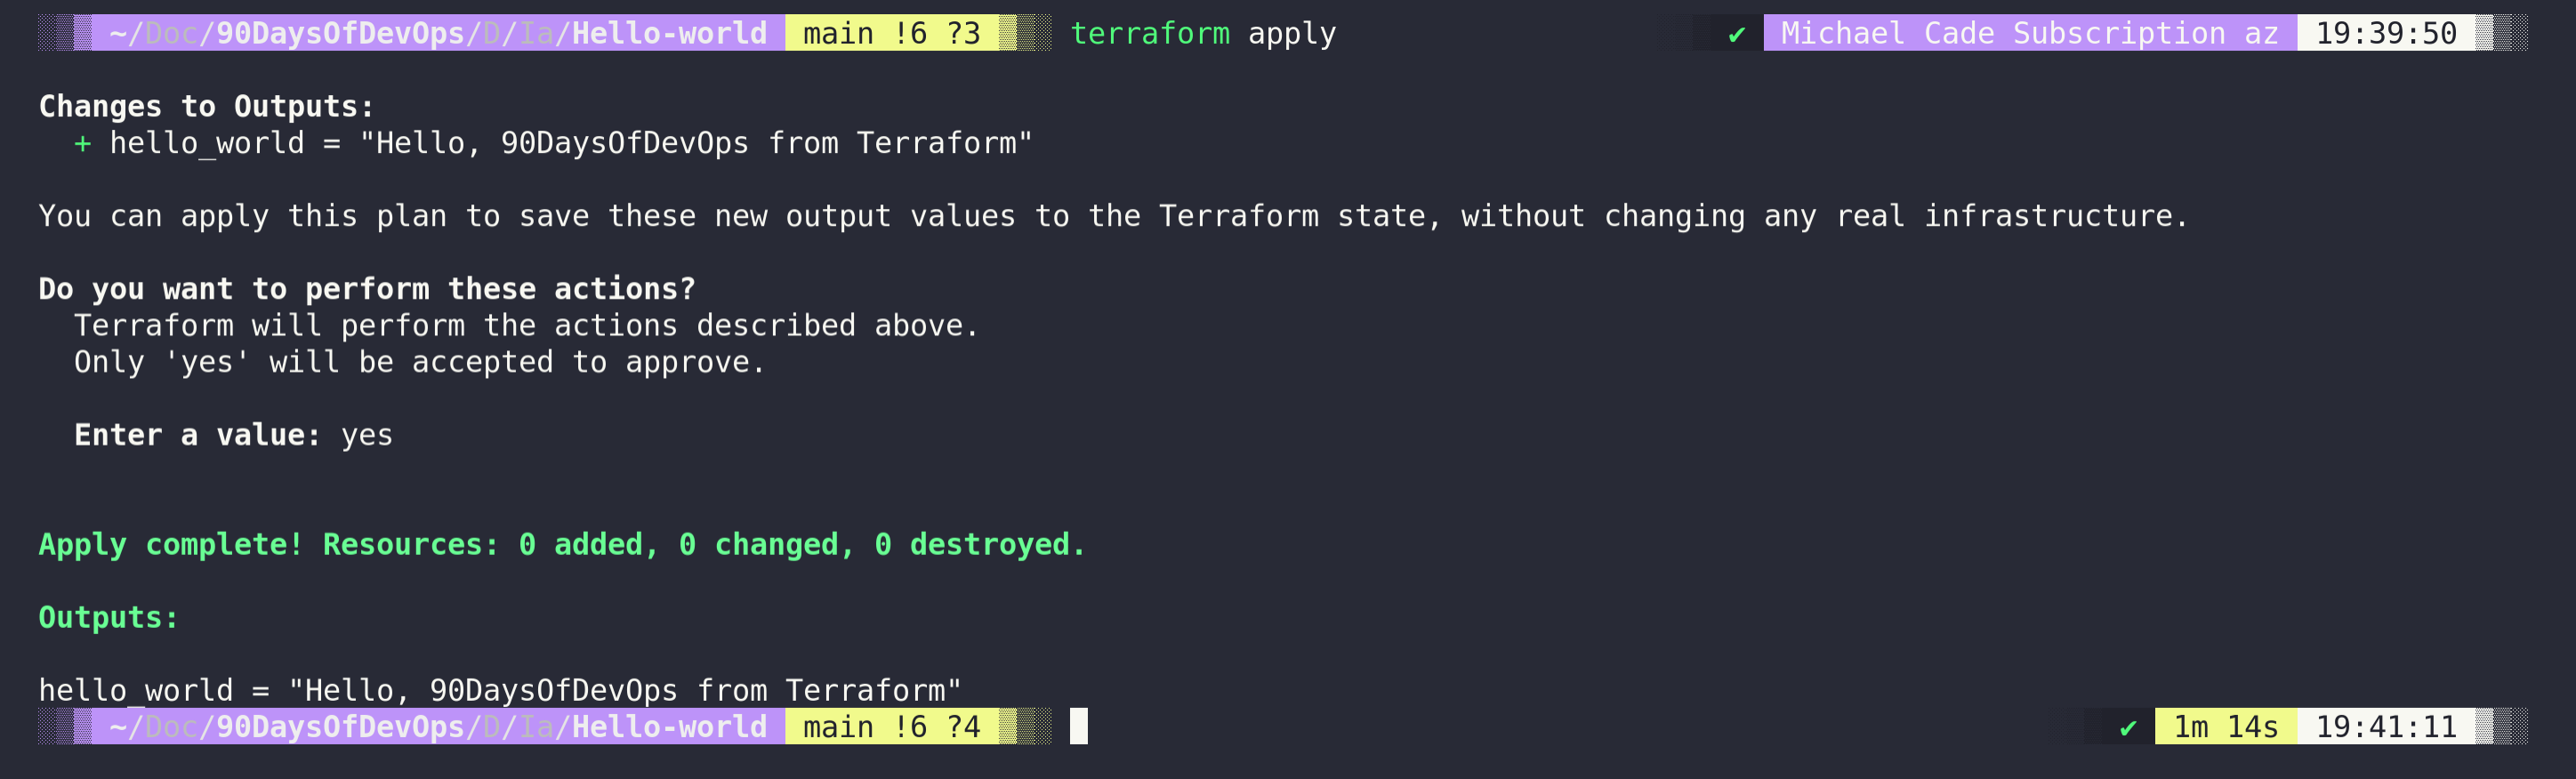 ~/Doc/90DaysOfDevOps/D/Ia/Hello-world main !6 ?3 terraform apply ✔ Michael Cade Subscription az 19:39:50
Changes to Outputs:
+ hello_world = "Hello, 90DaysOfDevOps from Terraform"
You can apply this plan to save these new output values to the Terraform state, without changing any real infrastructure.
Do you want to perform these actions?
Terraform will perform the actions described above.
Only 'yes' will be accepted to approve.
Enter a value: yes
Apply complete! Resources: 0 added, 0 changed, 0 destroyed.
Outputs:
hello_world = "Hello, 90DaysOfDevOps from Terraform"
~/Doc/90DaysOfDevOps/D/Ia/Hello-world main !6 ?4 ✔ 1m 14s 19:41:11